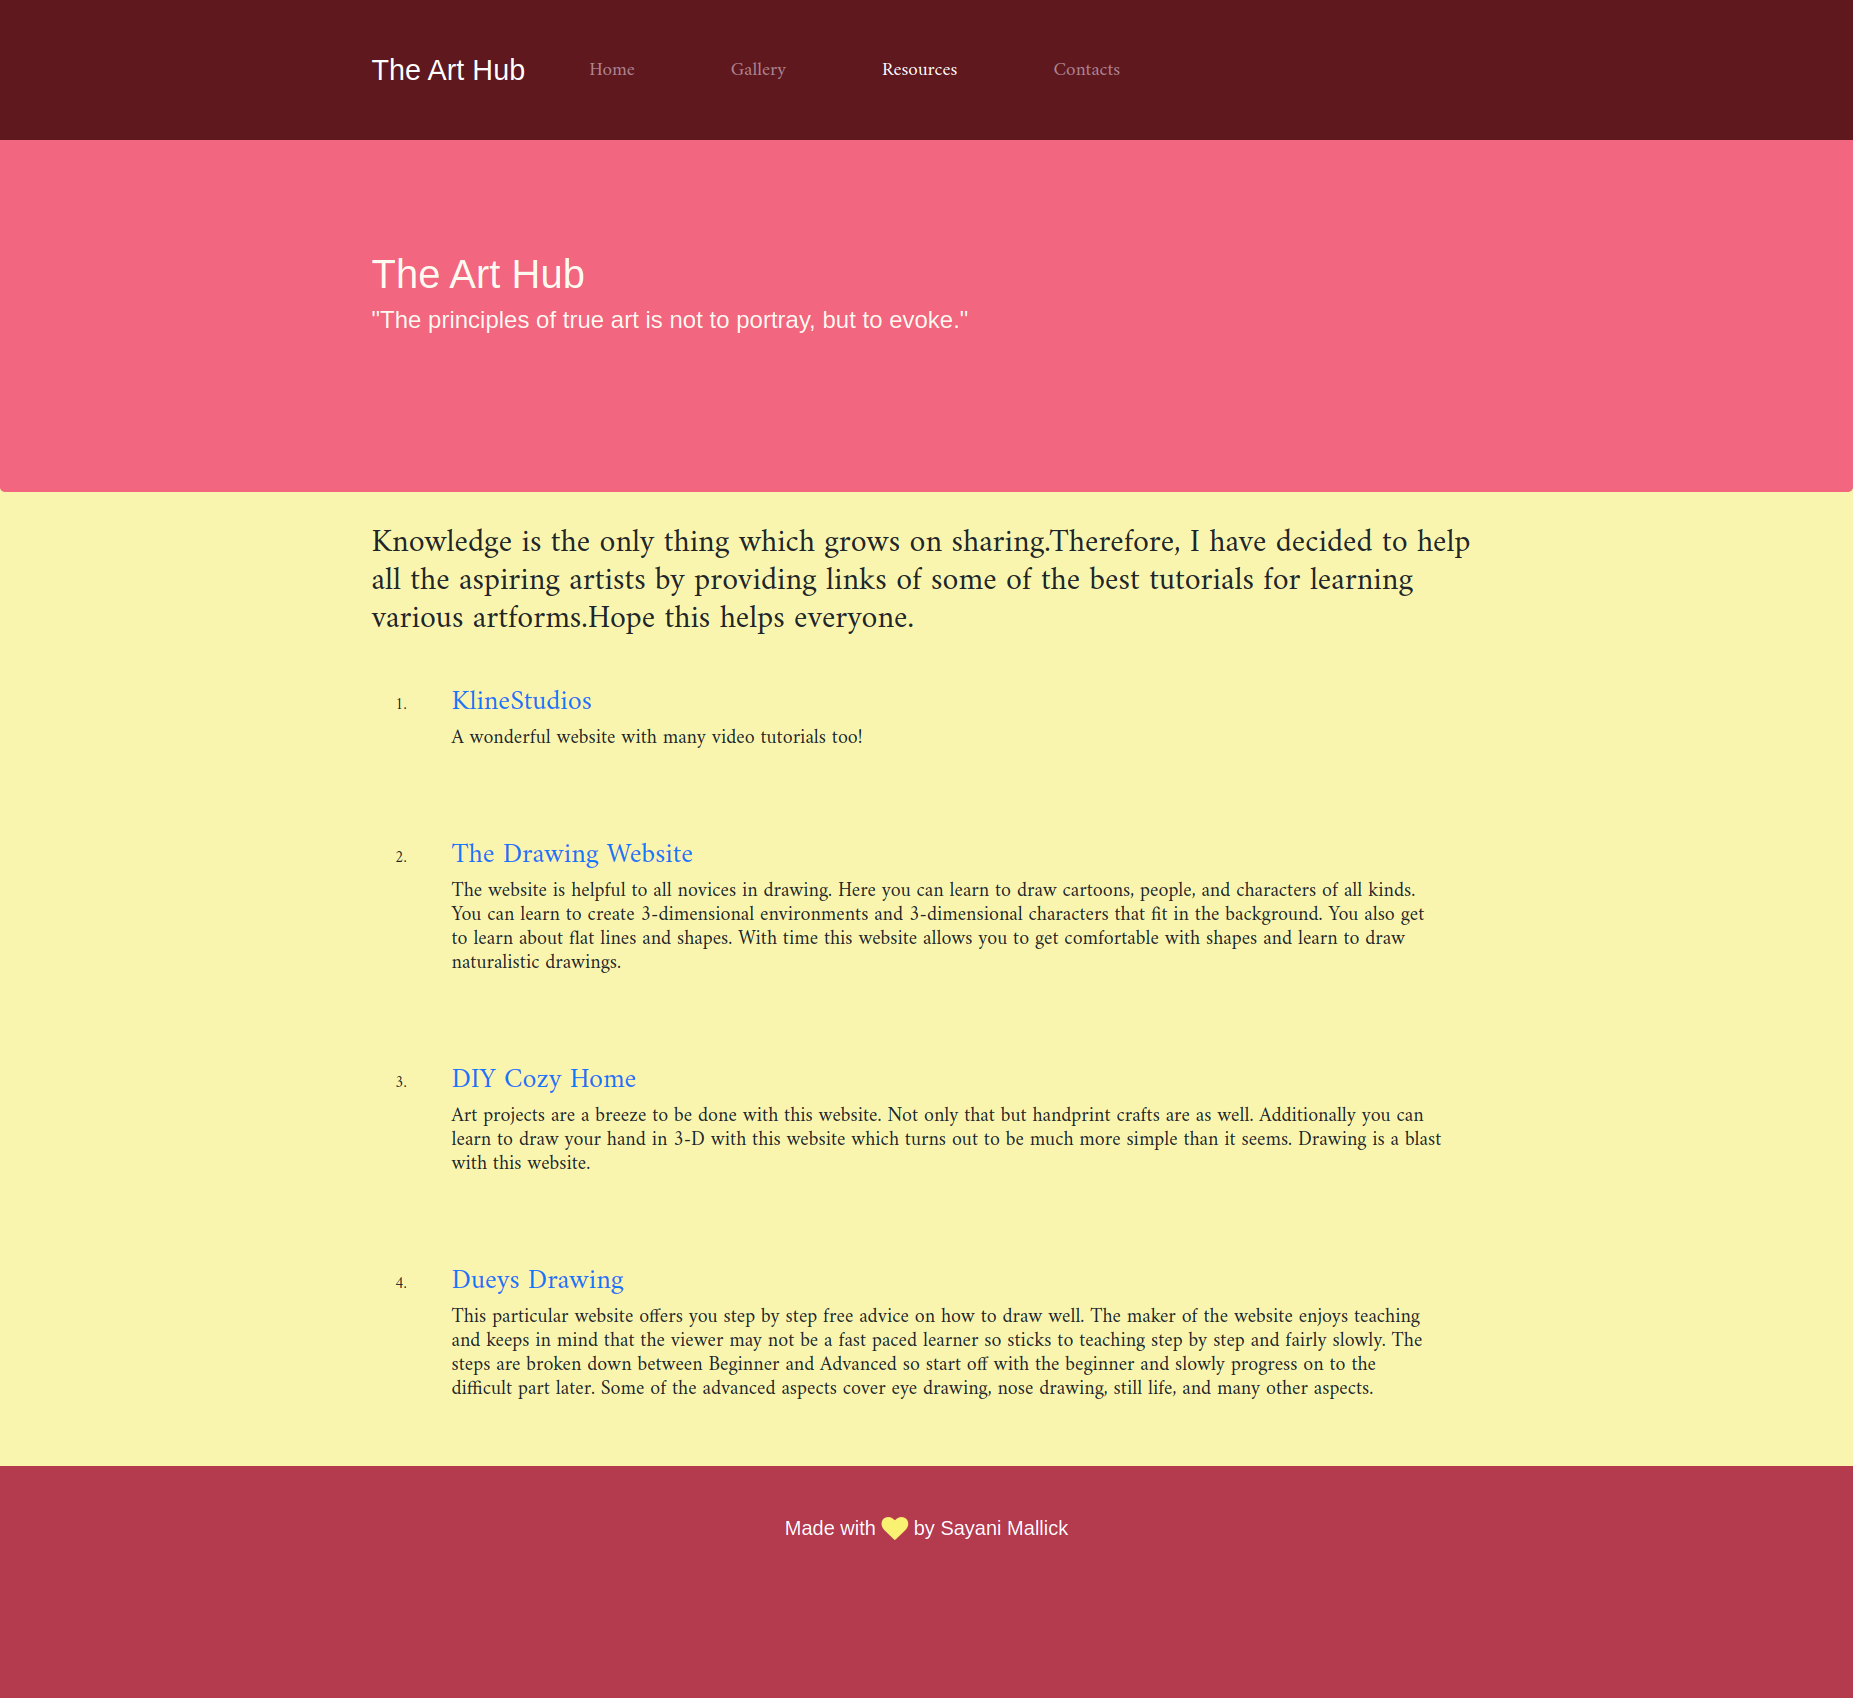 The Art Hub Home Gallery Resources Contacts
The Art Hub
"The principles of true art is not to portray, but to evoke."
Knowledge is the only thing which grows on sharing.Therefore, I have decided to help
all the aspiring artists by providing links of some of the best tutorials for learning
various artforms.Hope this helps everyone.
1. KlineStudios
A wonderful website with many video tutorials too!
2. The Drawing Website
The website is helpful to all novices in drawing. Here you can learn to draw cartoons, people, and characters of all kinds.
You can learn to create 3-dimensional environments and 3-dimensional characters that fit in the background. You also get
to learn about flat lines and shapes. With time this website allows you to get comfortable with shapes and learn to draw
naturalistic drawings.
3. DIY Cozy Home
Art projects are a breeze to be done with this website. Not only that but handprint crafts are as well. Additionally you can
learn to draw your hand in 3-D with this website which turns out to be much more simple than it seems. Drawing is a blast
with this website.
4. Dueys Drawing
This particular website offers you step by step free advice on how to draw well. The maker of the website enjoys teaching
and keeps in mind that the viewer may not be a fast paced learner so sticks to teaching step by step and fairly slowly. The
steps are broken down between Beginner and Advanced so start off with the beginner and slowly progress on to the
difficult part later. Some of the advanced aspects cover eye drawing, nose drawing, still life, and many other aspects.
Made with by Sayani Mallick